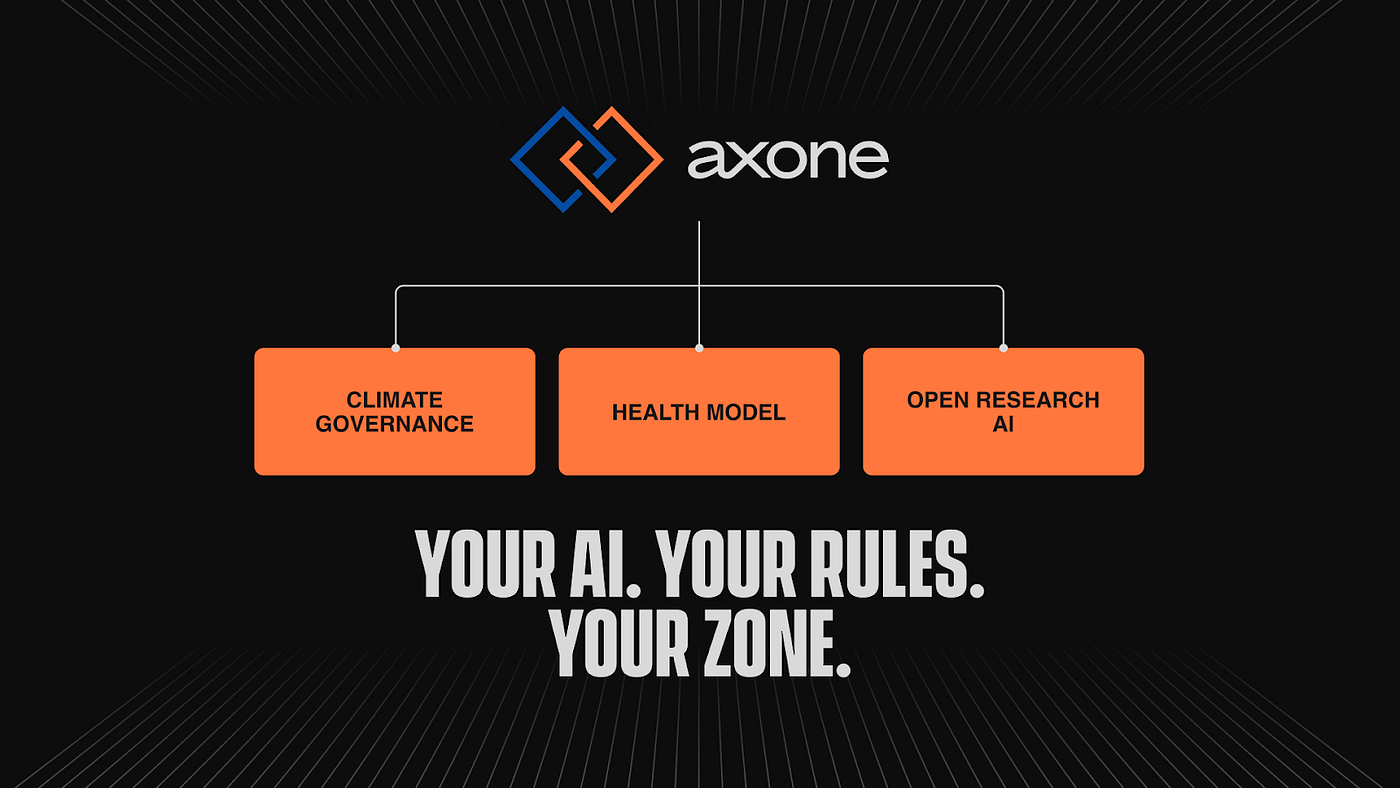 axone
CLIMATE
GOVERNANCE
HEALTH MODEL
OPEN RESEARCH
AI
YOUR AI. YOUR RULES.
YOUR ZONE.